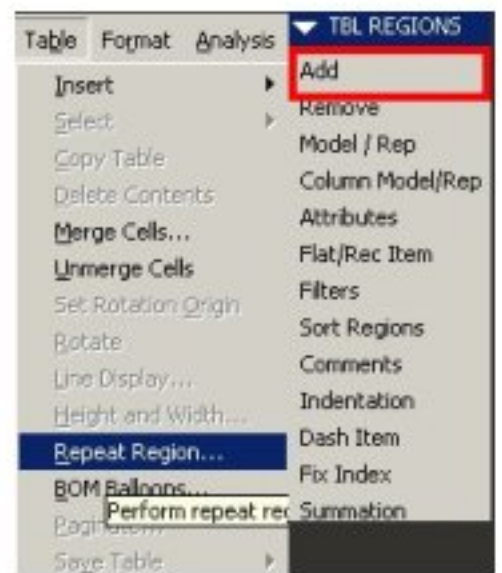 Table Format Analysis
Insert
Select
Copy Table
Delete Contents
Merge Cells...
Unmerge Cells
Set Rotation Origin
Rotate
Line Display...
Height and Width...
Repeat Region...
BOM Balloons...
Perform repeat rec
Paginate...
Save Table
TBL REGIONS
Add
Remove
Model / Rep
Column Model/Rep
Attributes
Flat/Rec Item
Filters
Sort Regions
Comments
Indentation
Dash Item
Fix Index
Summation